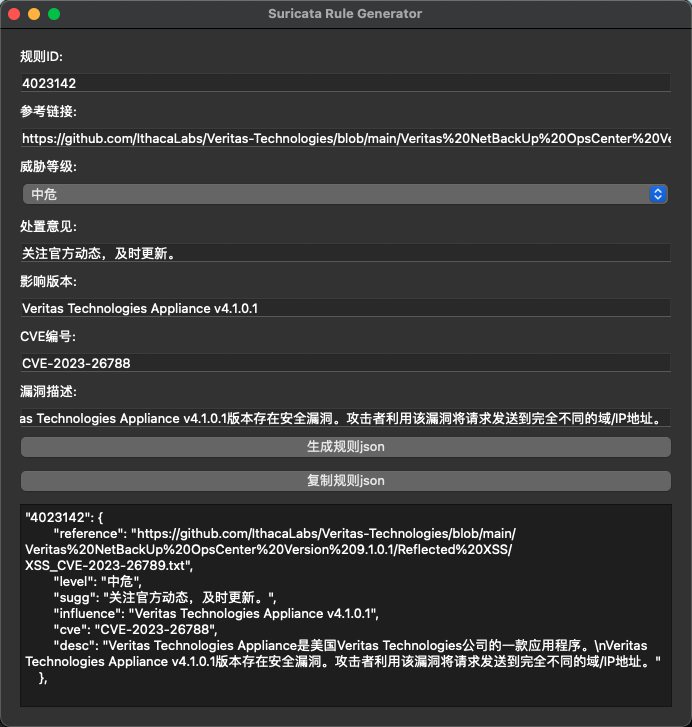 Suricata Rule Generator
规则ID:
4023142
参考链接:
https://github.com/IthacaLabs/Veritas-Technologies/blob/main/Veritas%20NetBackUp%20OpsCenter%20Ve
威胁等级:
中危
处置意见:
关注官方动态，及时更新。
影响版本:
Veritas Technologies Appliance v4.1.0.1
CVE编号:
CVE-2023-26788
漏洞描述:
as Technologies Appliance v4.1.0.1版本存在安全漏洞。攻击者利用该漏洞将请求发送到完全不同的域/IP地址。
生成规则json
复制规则json
"4023142": {
"reference": "https://github.com/IthacaLabs/Veritas-Technologies/blob/main/
Veritas%20NetBackUp%20OpsCenter%20Version%209.1.0.1/Reflected%20XSS/
XSS_CVE-2023-26789.txt",
"level": "中危",
"sugg": "关注官方动态，及时更新。",
"influence": "Veritas Technologies Appliance v4.1.0.1",
"cve": "CVE-2023-26788",
"desc": "Veritas Technologies Appliance是美国Veritas Technologies公司的一款应用程序。\nVeritas
Technologies Appliance v4.1.0.1版本存在安全漏洞。攻击者利用该漏洞将请求发送到完全不同的域/IP地址。"
},